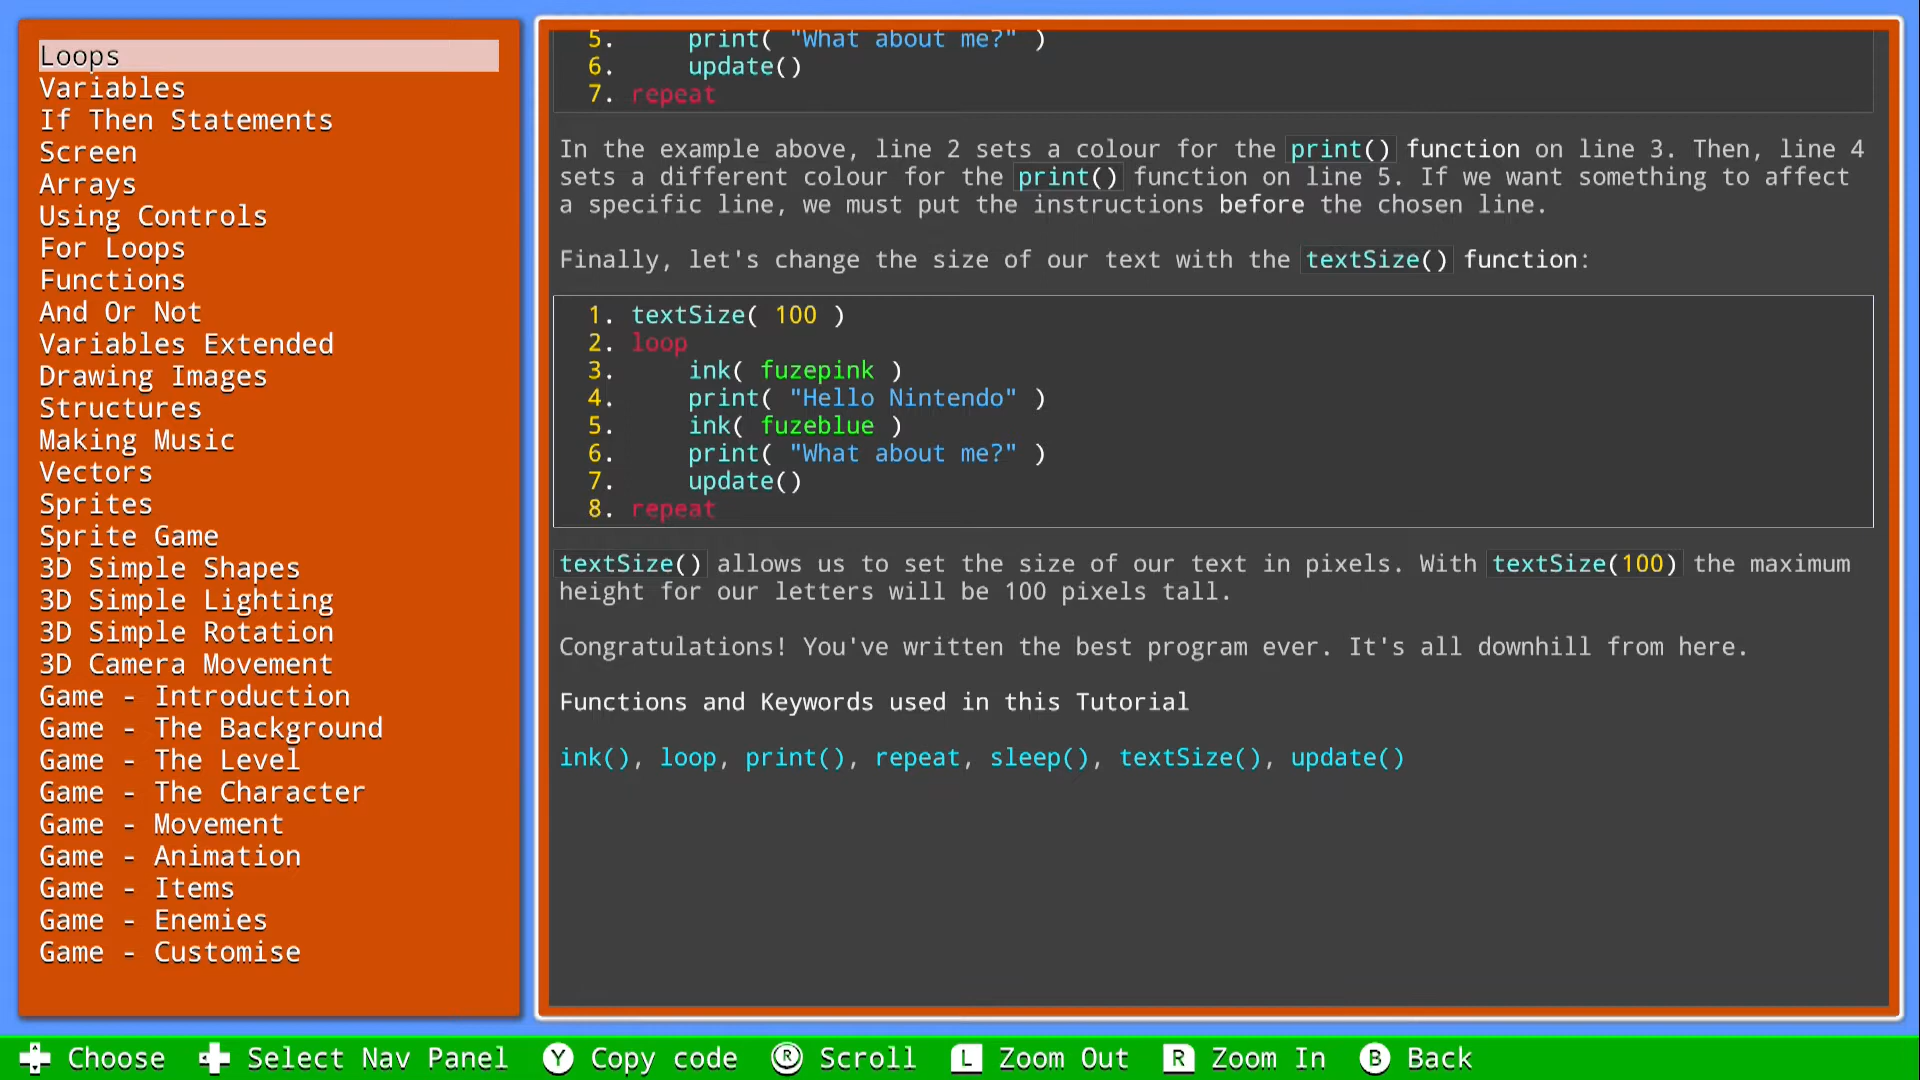 Loops
Variables
If Then Statements
Screen
Arrays
Using Controls
For Loops
Functions
And Or Not
Variables Extended
Drawing Images
Structures
Making Music
Vectors
Sprites
Sprite Game
3D Simple Shapes
3D Simple Lighting
3D Simple Rotation
3D Camera Movement
Game - Introduction
Game - The Background
Game - The Level
Game - The Character
Game - Movement
Game - Animation
Game - Items
Game - Enemies
Game - Customise
5. print( "What about me?" )
6. update()
7. repeat
In the example above, line 2 sets a colour for the print() function on line 3. Then, line 4
sets a different colour for the print() function on line 5. If we want something to affect
a specific line, we must put the instructions before the chosen line.
Finally, let's change the size of our text with the textSize() function:
1. textSize( 100 )
2. loop
3. ink( fuzepink )
4. print( "Hello Nintendo" )
5. ink( fuzeblue )
6. print( "What about me?" )
7. update()
8. repeat
textSize() allows us to set the size of our text in pixels. With textSize(100) the maximum
height for our letters will be 100 pixels tall.
Congratulations! You've written the best program ever. It's all downhill from here.
Functions and Keywords used in this Tutorial
ink(), loop, print(), repeat, sleep(), textSize(), update()
Choose Select Nav Panel Y Copy code R Scroll L Zoom Out R Zoom In B Back